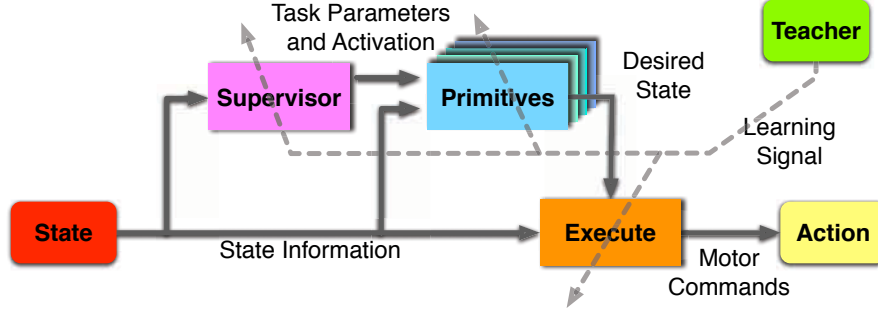 Task Parameters
and Activation
Teacher
Supervisor
Primitives
Desired
State
Learning
Signal
State
State Information
Execute
Motor
Commands
Action